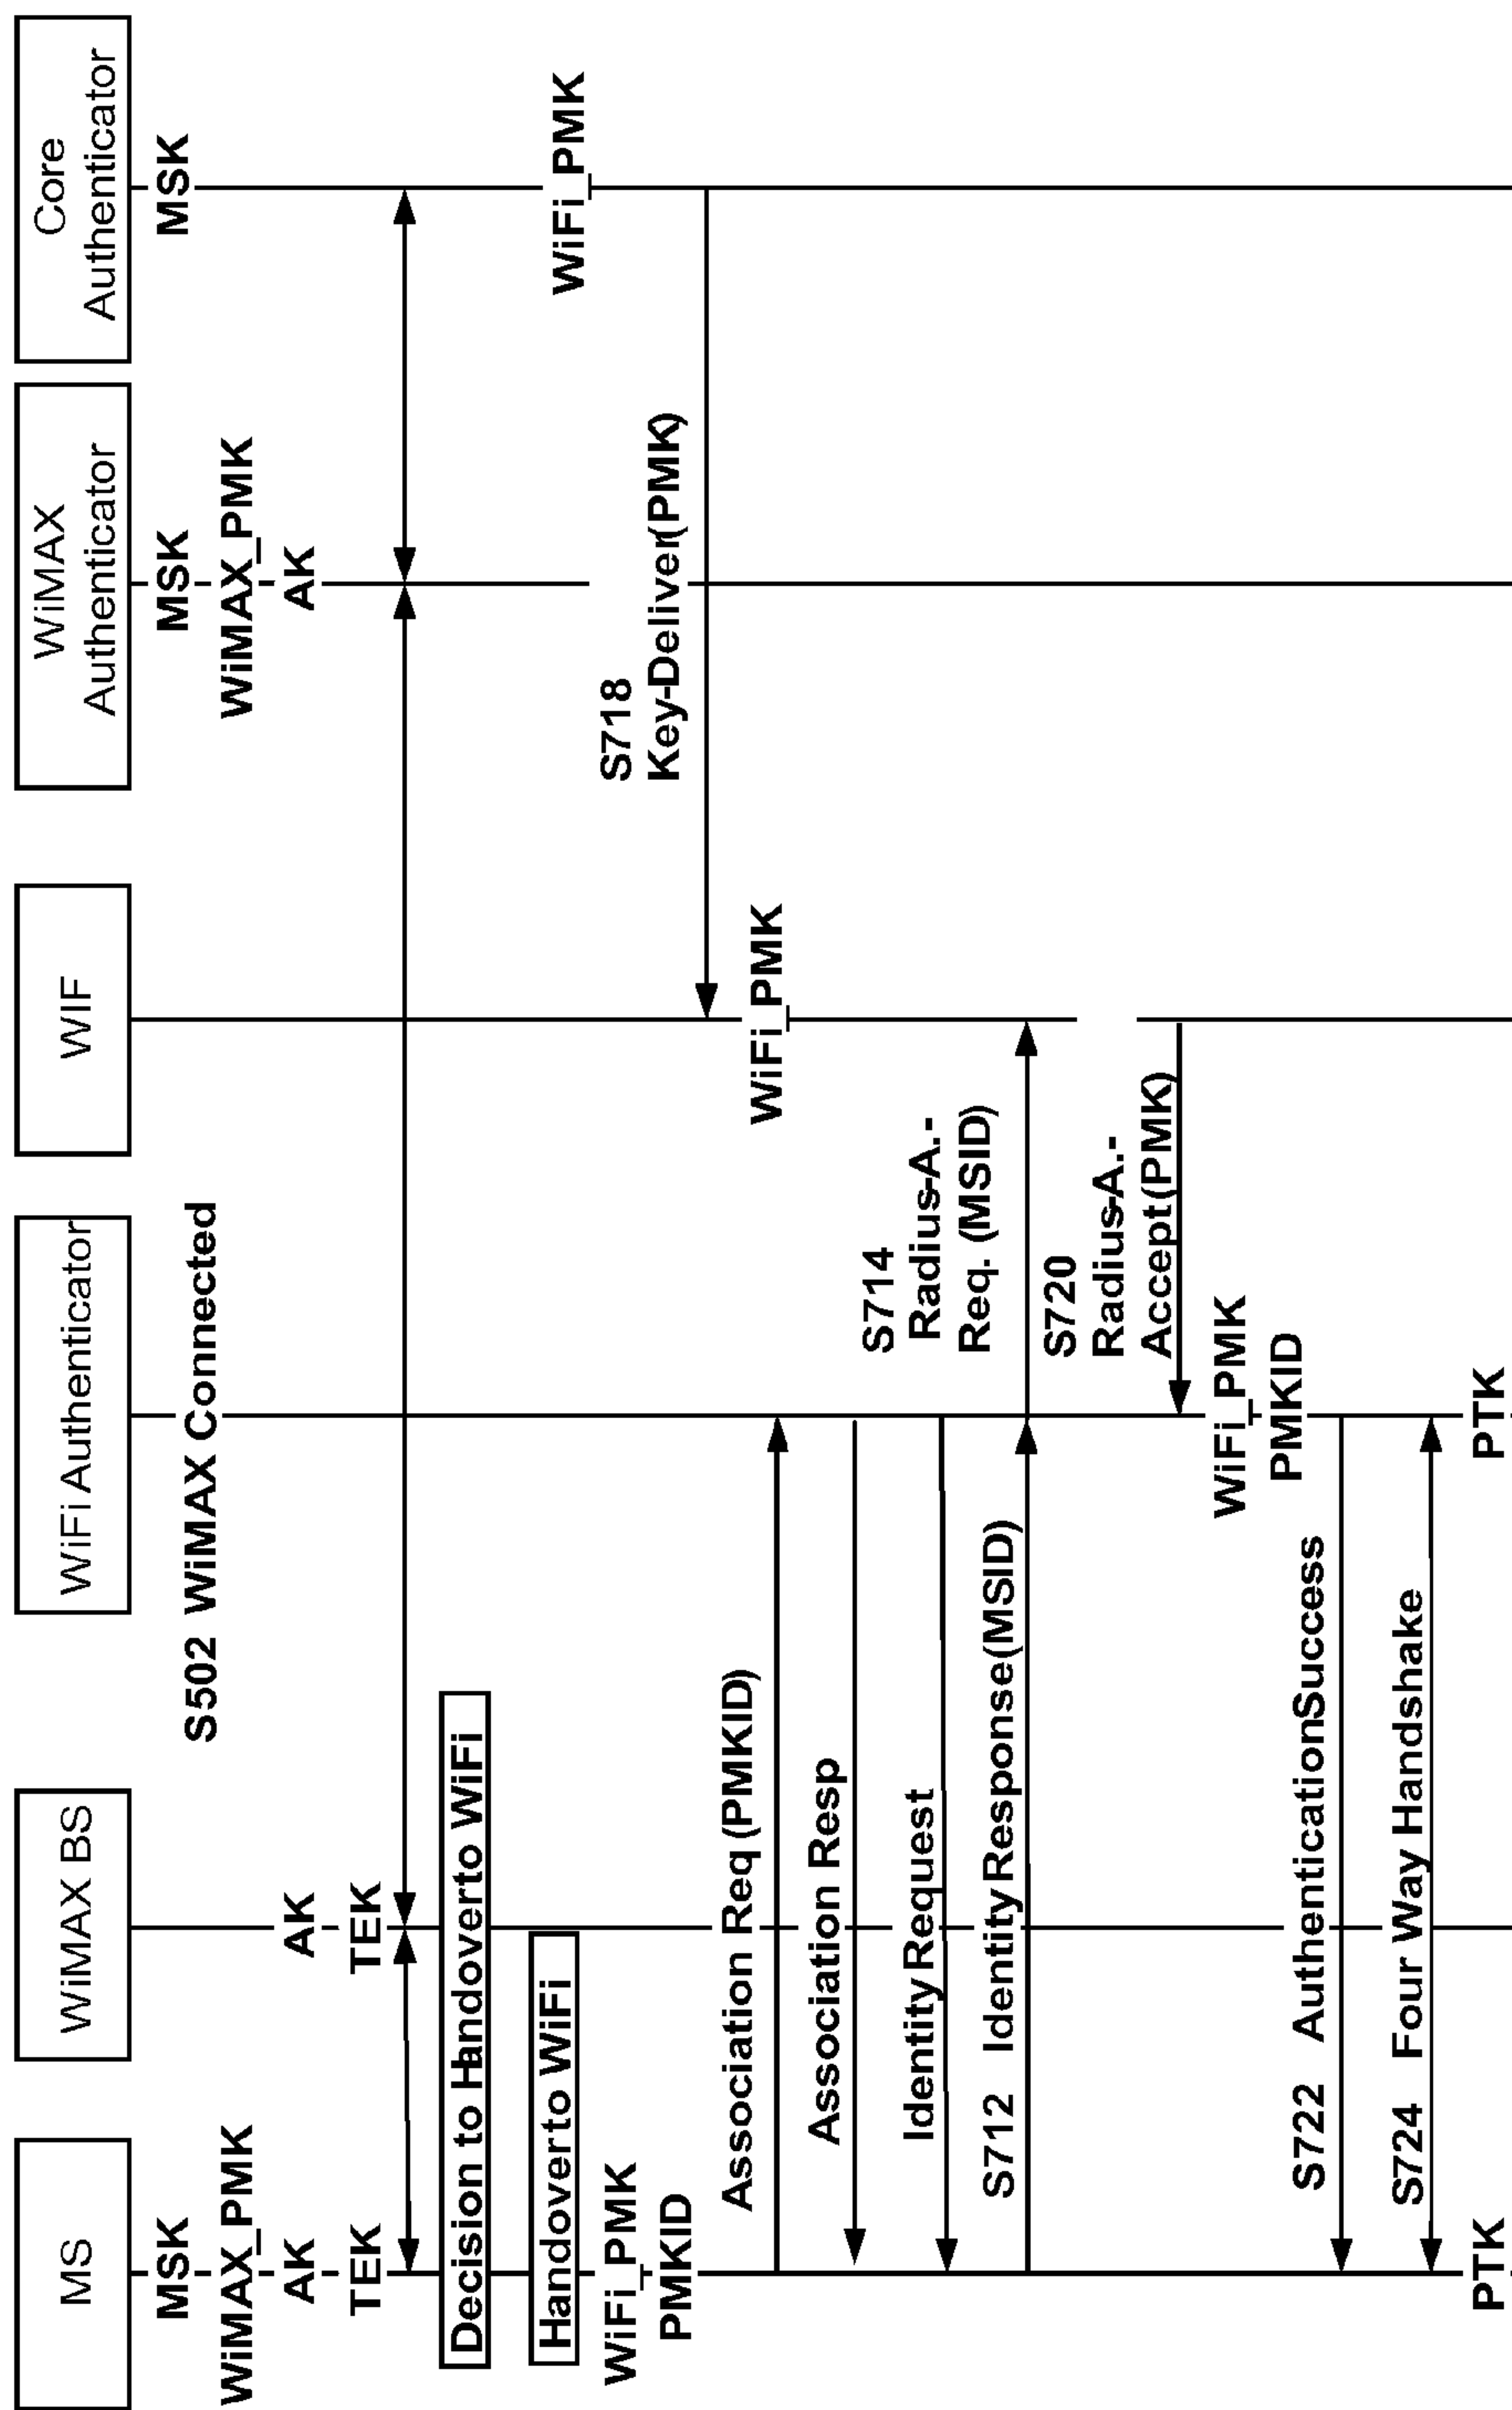 MS
WiMAX BS
WiFi Authenticator
WIF
WiMAX
Authenticator
Core
Authenticator
MSK
WiMAX_PMK
AK
TEK
AK
TEK
S502 WiMAX Connected
MSK
WiMAX_PMK
AK
MSK
Decision to Handover to WiFi
Handover to WiFi
WiFi_PMK
WiFi_PMK
PMKID
S718
Key-Deliver(PMK)
Association Req (PMKID)
WiFi_PMK
Association Resp
Identity Request
S714
Radius-A.-
Req. (MSID)
S712 Identity Response(MSID)
S720
Radius-A.-
Accept(PMK)
WiFi_PMK
PMKID
S722 Authentication Success
S724 Four Way Handshake
PTK
PTK